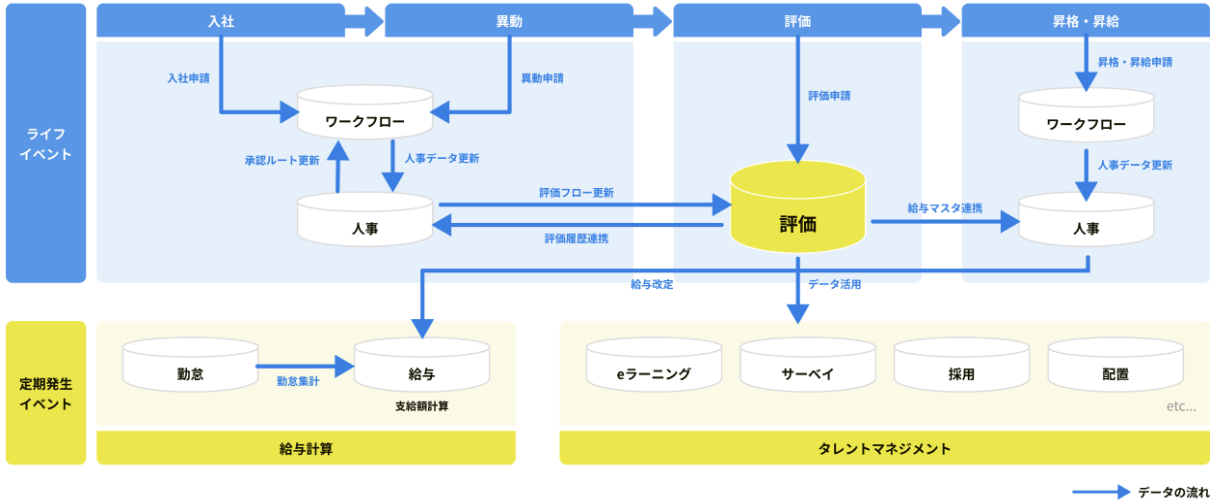 入社
異動
評価
昇格・昇給
ライフ
イベント
入社申請
異動申請
評価申請
昇格・昇給申請
ワークフロー
ワークフロー
承認ルート更新
人事データ更新
人事データ更新
人事
評価フロー更新
評価履歴連携
評価
給与マスタ連携
人事
給与改定
データ活用
定期発生
イベント
勤怠
勤怠集計
給与
支給額計算
eラーニング
サーベイ
採用
配置
etc...
給与計算
タレントマネジメント
データの流れ